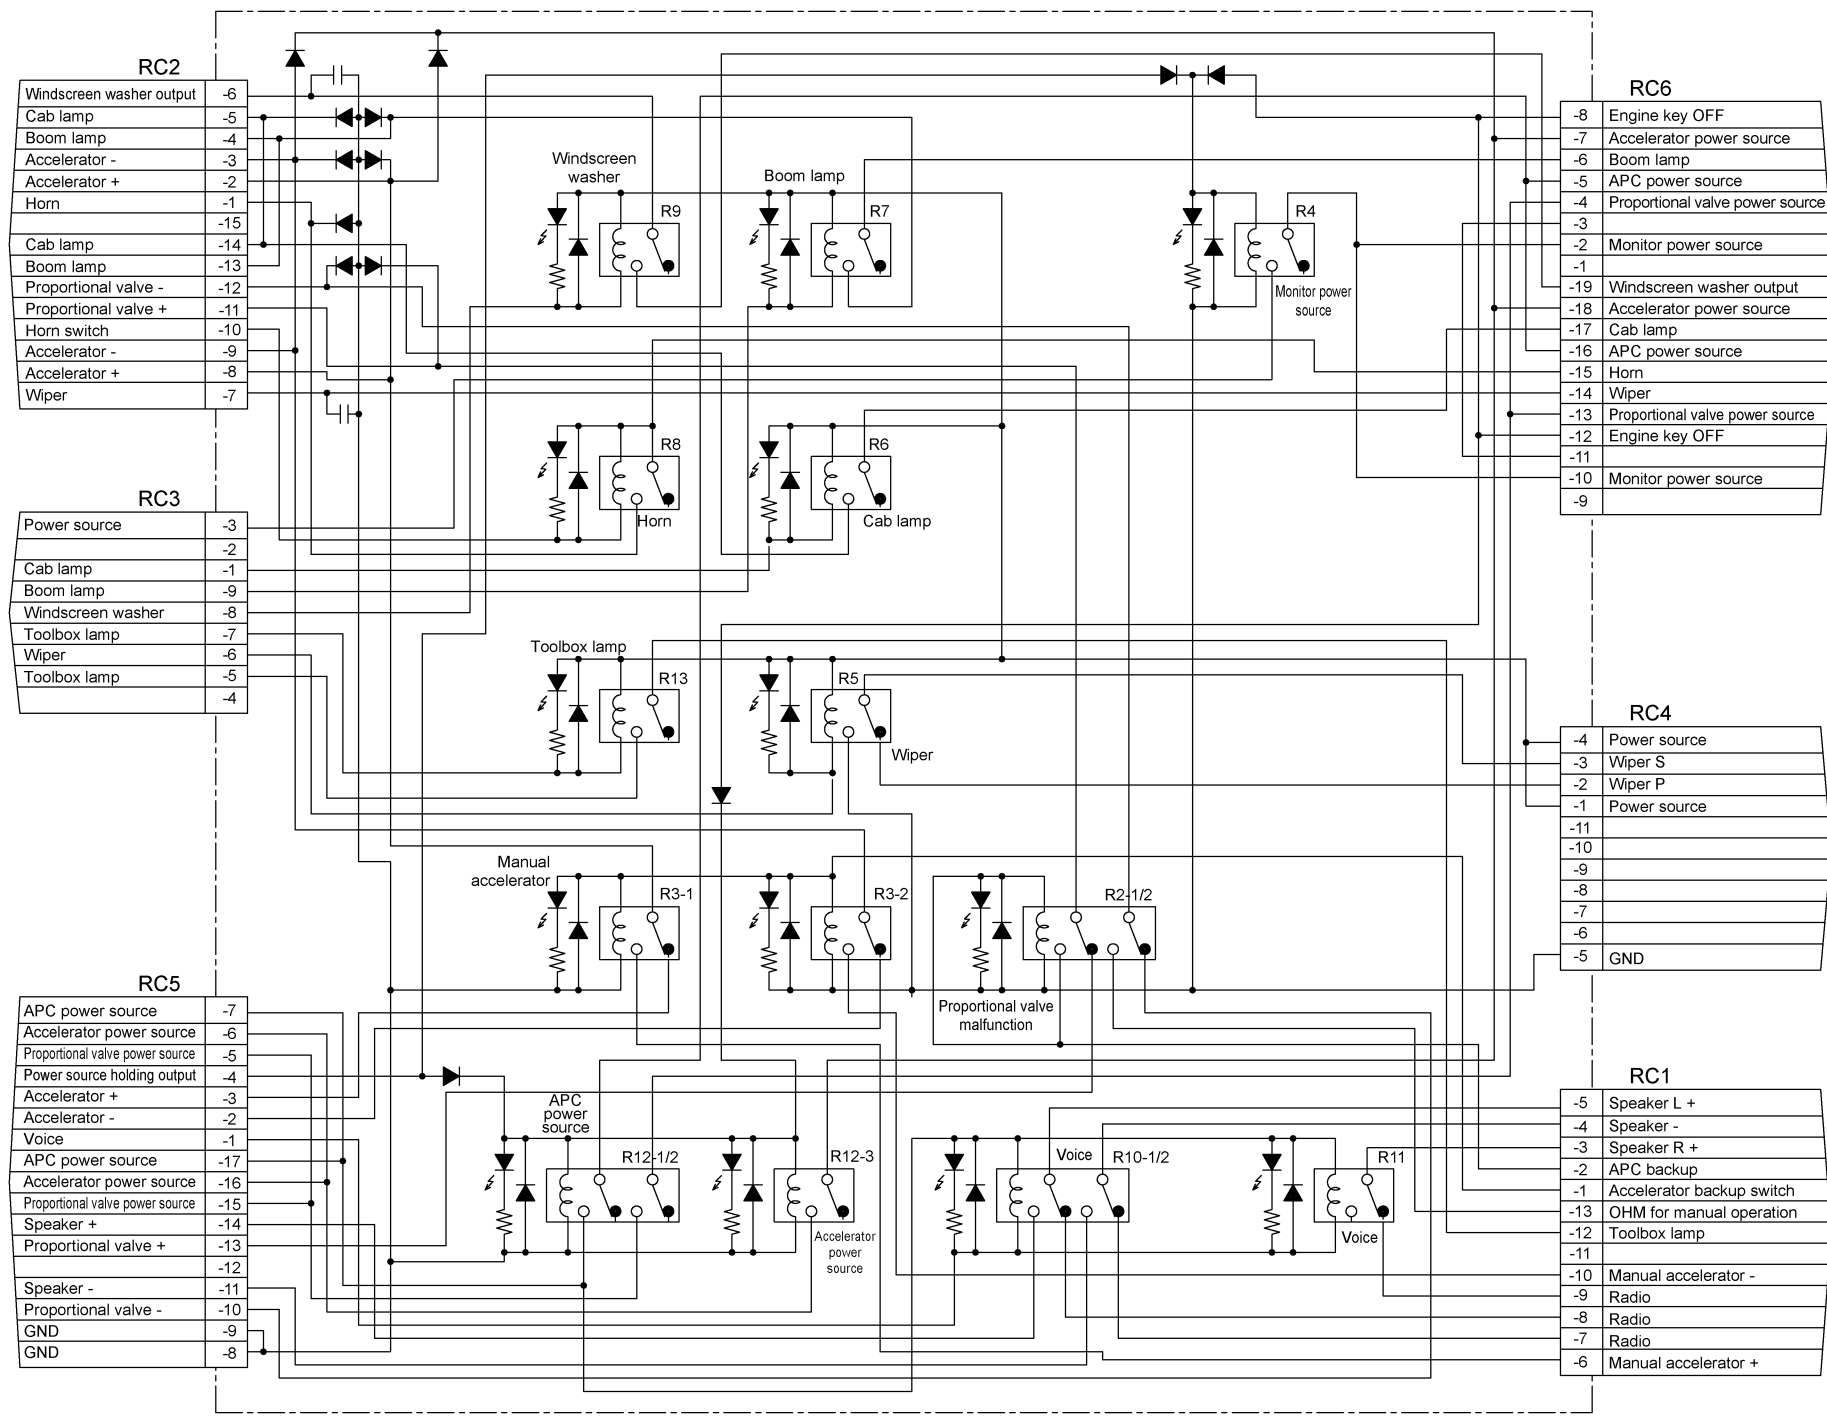 RC2
Windscreen washer output -6
Cab lamp -5
Boom lamp -4
Accelerator - -3
Accelerator + -2
Horn -1
-15
Cab lamp -14
Boom lamp -13
Proportional valve - -12
Proportional valve + -11
Horn switch -10
Accelerator - -9
Accelerator + -8
Wiper -7
RC3
Power source -3
-2
Cab lamp -1
Boom lamp -9
Windscreen washer -8
Toolbox lamp -7
Wiper -6
Toolbox lamp -5
-4
RC5
APC power source -7
Accelerator power source -6
Proportional valve power source -5
Power source holding output -4
Accelerator + -3
Accelerator - -2
Voice -1
APC power source -17
Accelerator power source -16
Proportional valve power source -15
Speaker + -14
Proportional valve + -13
-12
Speaker - -11
Proportional valve - -10
GND -9
GND -8
Windscreen
washer
R9
Boom lamp
R7
R4
Monitor power
source
R8
Horn
R6
Cab lamp
Toolbox lamp
R13
R5
Wiper
Manual
accelerator
R3-1
R3-2
R2-1/2
Proportional valve
malfunction
APC
power
source
R12-1/2
R12-3
Accelerator
power
source
Voice
R10-1/2
R11
Voice
RC6
-8 Engine key OFF
-7 Accelerator power source
-6 Boom lamp
-5 APC power source
-4 Proportional valve power source
-3
-2 Monitor power source
-1
-19 Windscreen washer output
-18 Accelerator power source
-17 Cab lamp
-16 APC power source
-15 Horn
-14 Wiper
-13 Proportional valve power source
-12 Engine key OFF
-11
-10 Monitor power source
-9
RC4
-4 Power source
-3 Wiper S
-2 Wiper P
-1 Power source
-11
-10
-9
-8
-7
-6
-5 GND
RC1
-5 Speaker L +
-4 Speaker -
-3 Speaker R +
-2 APC backup
-1 Accelerator backup switch
-13 OHM for manual operation
-12 Toolbox lamp
-11
-10 Manual accelerator -
-9 Radio
-8 Radio
-7 Radio
-6 Manual accelerator +